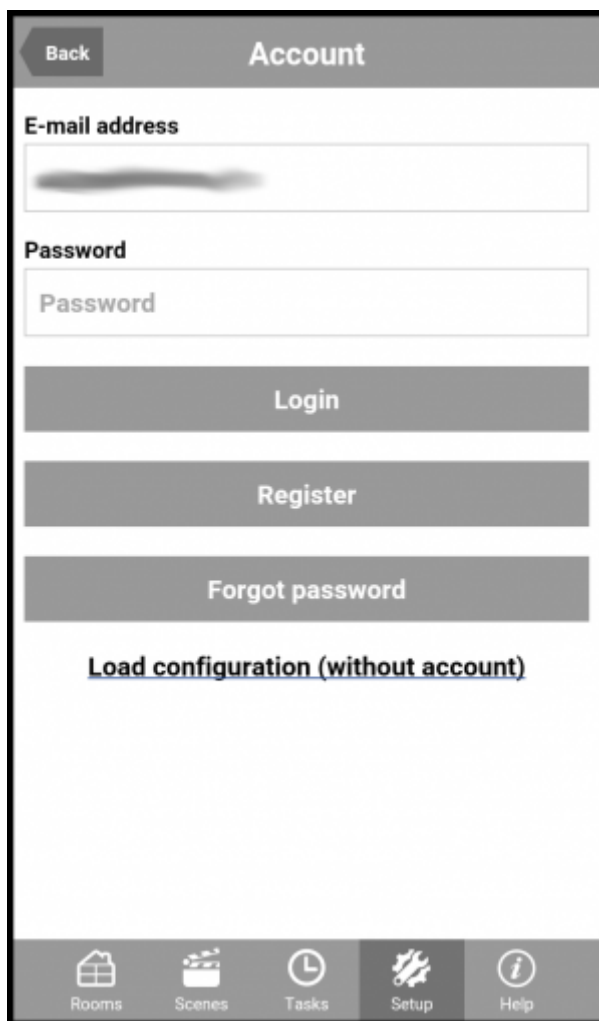 Back
Account
E-mail address
Password
Password
Login
Register
Forgot password
Load configuration (without account)
Rooms Scenes Tasks Setup Help